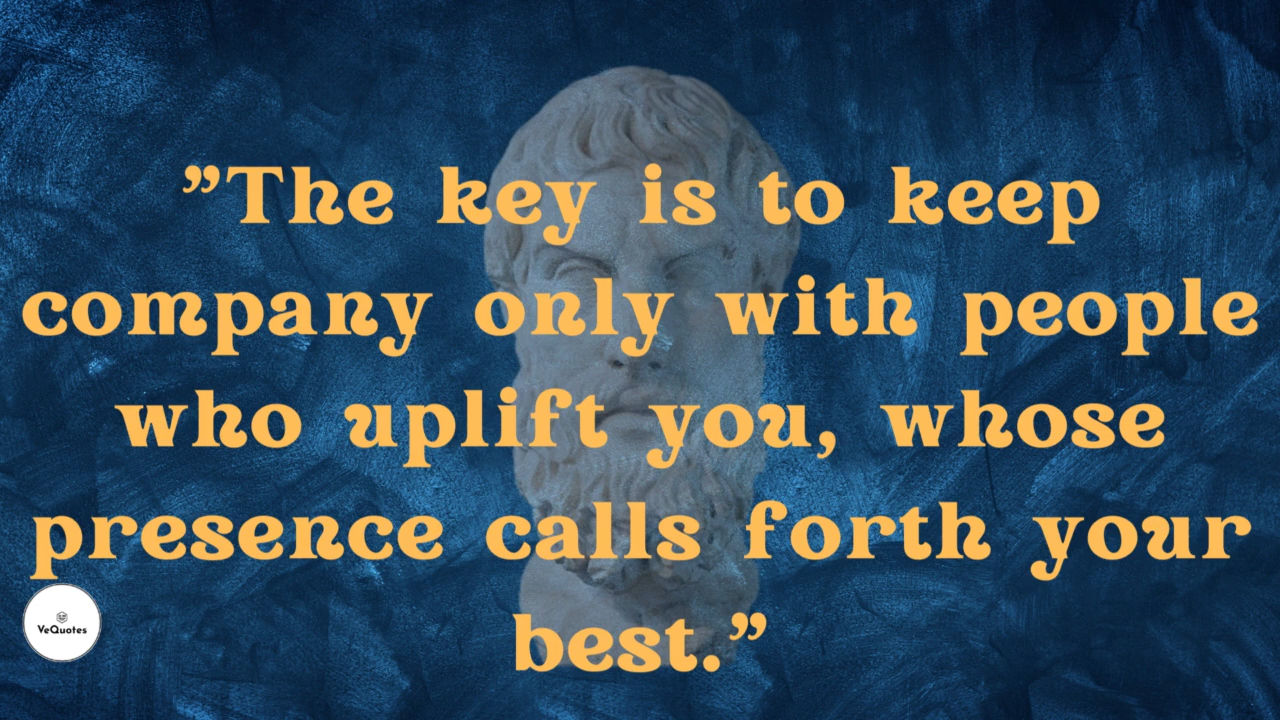 ”The key is to keep
company only with people
who uplift you, whose
presence calls forth your
best.”
VeQuotes